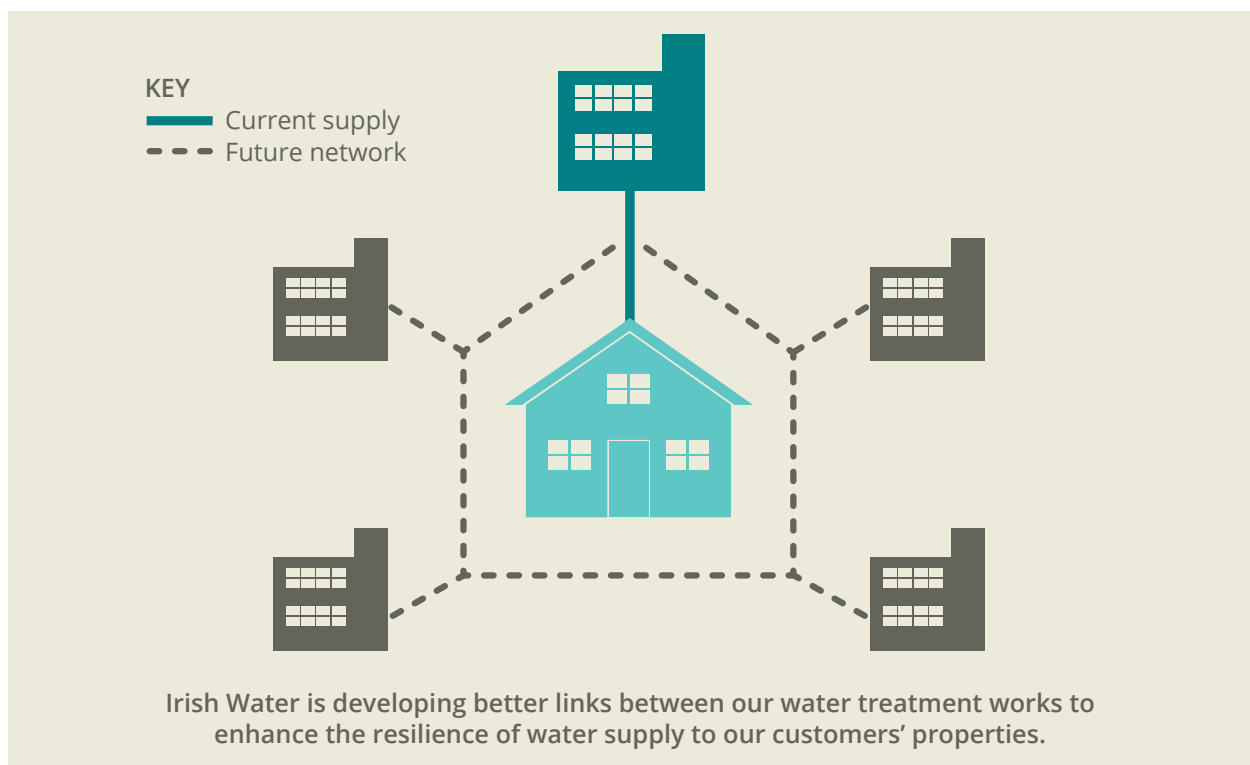 KEY
Current supply
Future network
Irish Water is developing better links between our water treatment works to
enhance the resilience of water supply to our customers’ properties.